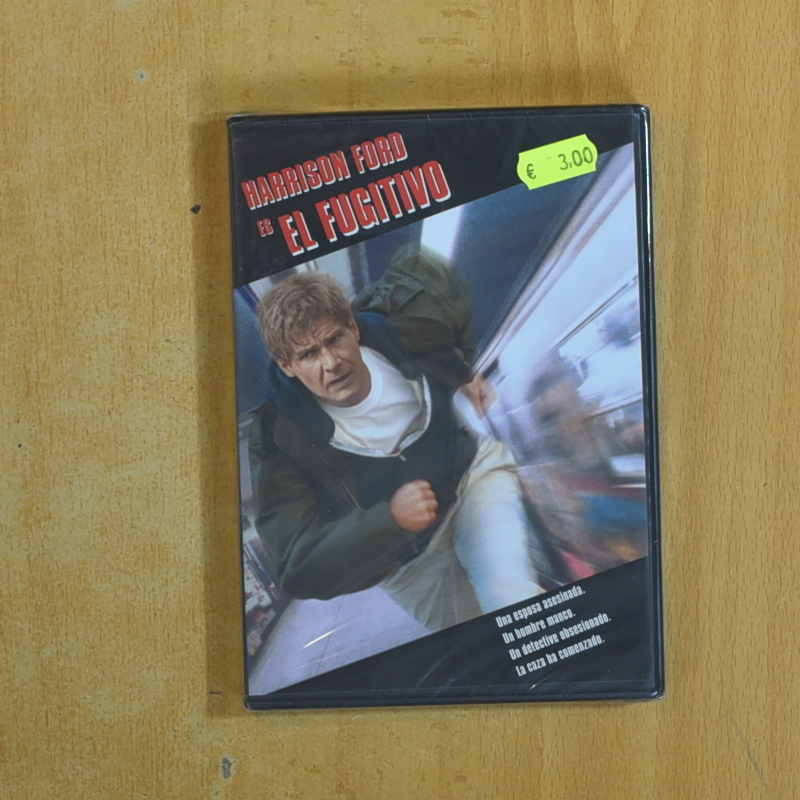 HARRISON FORD
€ 3,00
ES EL FUGITIVO
Una esposa asesinada.
Un hombre manco.
Un detective obsesionado.
La caza ha comenzado.